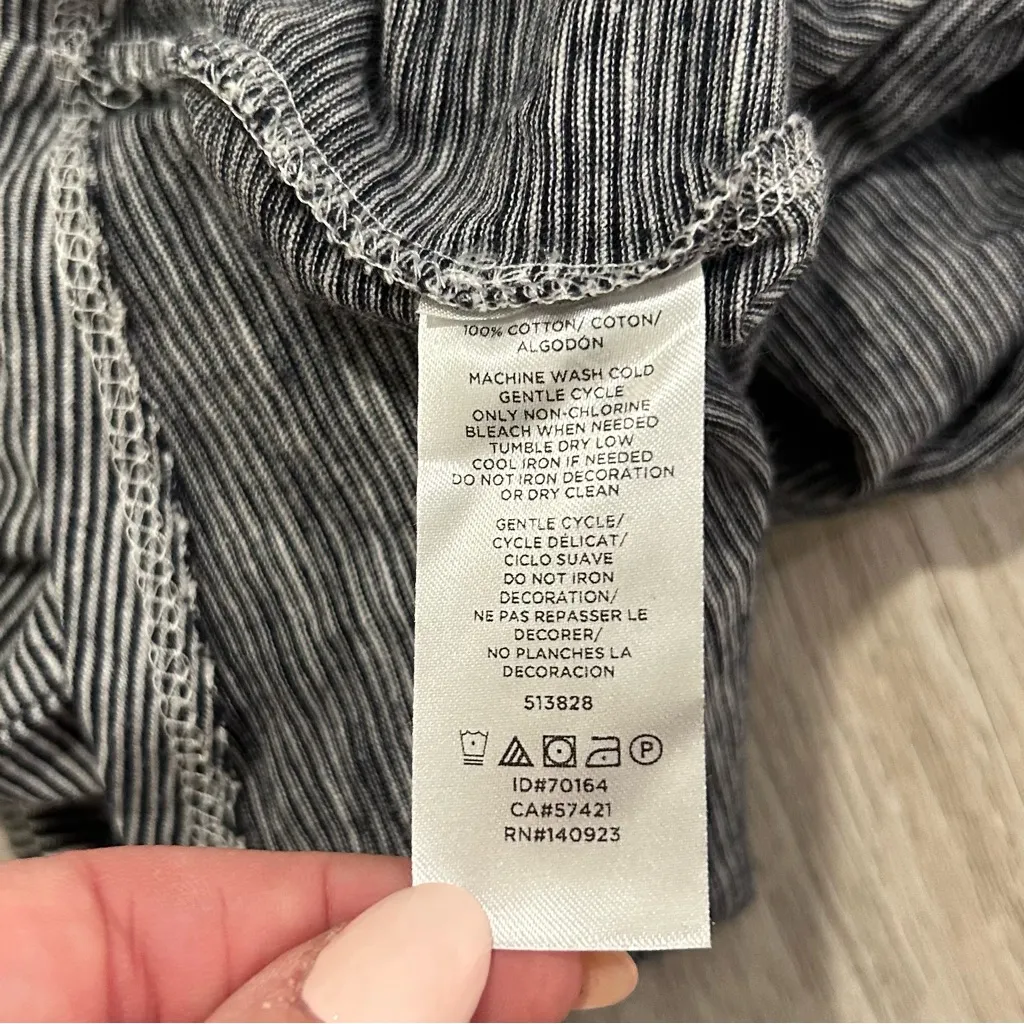 100% COTTON/ COTON/
ALGODÓN
MACHINE WASH COLD
GENTLE CYCLE
ONLY NON-CHLORINE
BLEACH WHEN NEEDED
TUMBLE DRY LOW
COOL IRON IF NEEDED
DO NOT IRON DECORATION
OR DRY CLEAN
GENTLE CYCLE/
CYCLE DÉLICAT/
CICLO SUAVE
DO NOT IRON
DECORATION/
NE PAS REPASSER LE
DECORER/
NO PLANCHES LA
DECORACION
513828
P
ID#70164
CA#57421
RN#140923